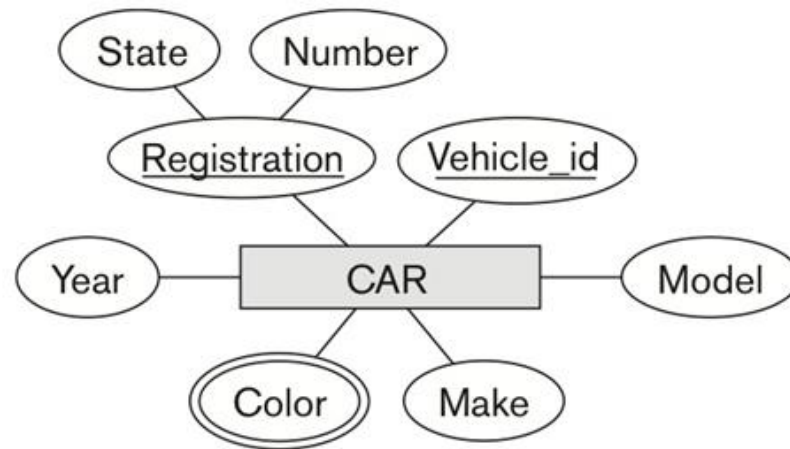 State
Number
Registration
Vehicle_id
Year
CAR
Model
Color
Make